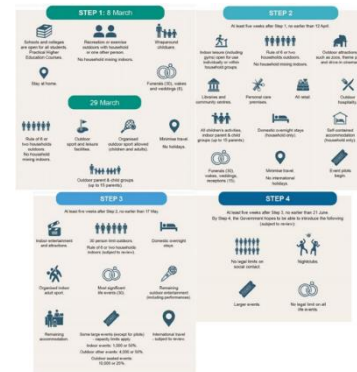 STEP 1: 8 March
Schools and colleges
are open for all students.
Practical Higher
Education Courses.
Recreation or exercise
outdoors with household
or one other person.
No household mixing indoors.
Wraparound
childcare.
Stay at home.
Funerals (30), wakes
and weddings (6)
29 March
Rule of 6 or
two households
outdoors.
No household
mixing indoors.
Outdoor sport
and leisure
facilities.
Organised
outdoor sport allowed
(children and adults).
Minimise travel.
No holidays.
Outdoor parent & child groups
(up to 15 parents).
STEP 2
At least five weeks after Step 1, no earlier than 12 April.
Indoor leisure (including
gyms) open for use
individually or within
household groups.
Rule of 6 or two
households outdoors.
No household
mixing indoors.
Outdoor attractions
such as zoos, theme p
and drive-in cinema
Libraries and
community centres.
Personal care
premises.
All retail.
Outdoor
hospitality.
All children's activities,
indoor parent & child
groups (up to 15 parents).
Domestic overnight stays
(household only).
Self-contained
accommodation
(household only)
Funerals (30),
wakes, weddings,
receptions (15).
Minimise travel.
No international
holidays.
Event pilots
begin.
STEP 3
At least five weeks after Step 2, no earlier than 17 May.
Indoor entertainment
and attractions.
30 person limit outdoors.
Rule of 6 or two households
indoors (subject to review).
Domestic overnight
stays.
Organised indoor
adult sport.
Most significant
life events (30).
Remaining
outdoor entertainment
(including performances).
Remaining
accommodation.
Some large events (except for pilots)
- capacity limits apply.
Indoor events: 1,000 or 50%.
Outdoor other events: 4,000 or 50%.
Outdoor seated events:
10,000 or 25%.
International travel
- subject to review.
STEP 4
At least five weeks after Step 3, no earlier than 21 June.
By Step 4, the Government hopes to be able to introduce the following
(subject to review):
No legal limits on
social contact.
Nightclubs.
Larger events.
No legal limit on all
life events.